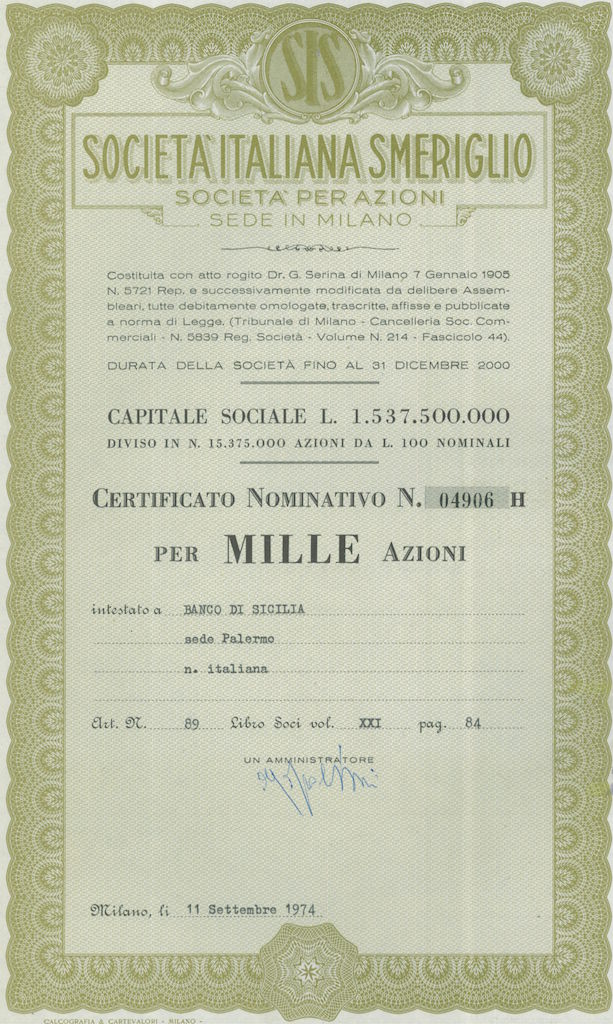 SIS
SOCIETA' ITALIANA SMERIGLIO
SOCIETA' PER AZIONI
SEDE IN MILANO
Costituita con atto rogito Dr. G. Serina di Milano 7 Gennaio 1905
N. 5721 Rep. e successivamente modificata da delibere Assem-
bleari, tutte debitamente omologate, trascritte, affisse e pubblicate
a norma di Legge. (Tribunale di Milano - Cancelleria Soc. Com-
merciali - N. 5839 Reg. Società - Volume N. 214 - Fascicolo 44).
DURATA DELLA SOCIETÀ FINO AL 31 DICEMBRE 2000
CAPITALE SOCIALE L. 1.537.500.000
DIVISO IN N. 15.375.000 AZIONI DA L. 100 NOMINALI
CERTIFICATO NOMINATIVO N. 04906 H
PER MILLE AZIONI
intestato a BANCO DI SICILIA
sede Palermo
n. italiana
Art. N. 89 Libro Soci vol. XXI pag. 84
UN AMMINISTRATORE
Milano, li 11 Settembre 1974
CALCOGRAFIA & CARTEVALORI - MILANO -